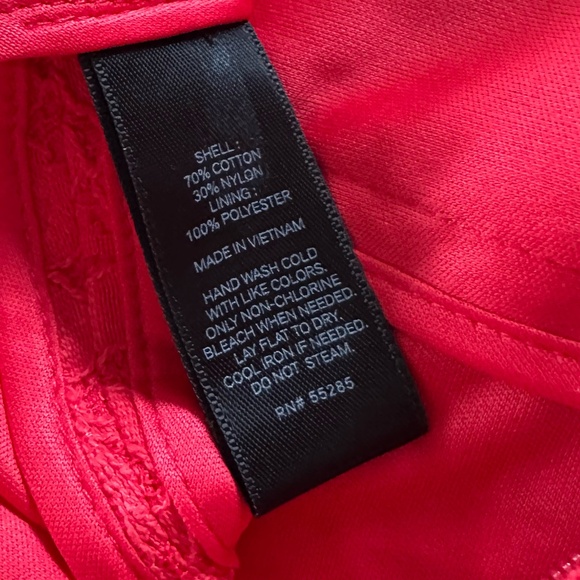 SHELL :
70% COTTON
30% NYLON
LINING :
100% POLYESTER
MADE IN VIETNAM
HAND WASH COLD
WITH LIKE COLORS.
ONLY NON-CHLORINE
BLEACH WHEN NEEDED.
LAY FLAT TO DRY.
COOL IRON IF NEEDED.
DO NOT STEAM.
RN# 55285